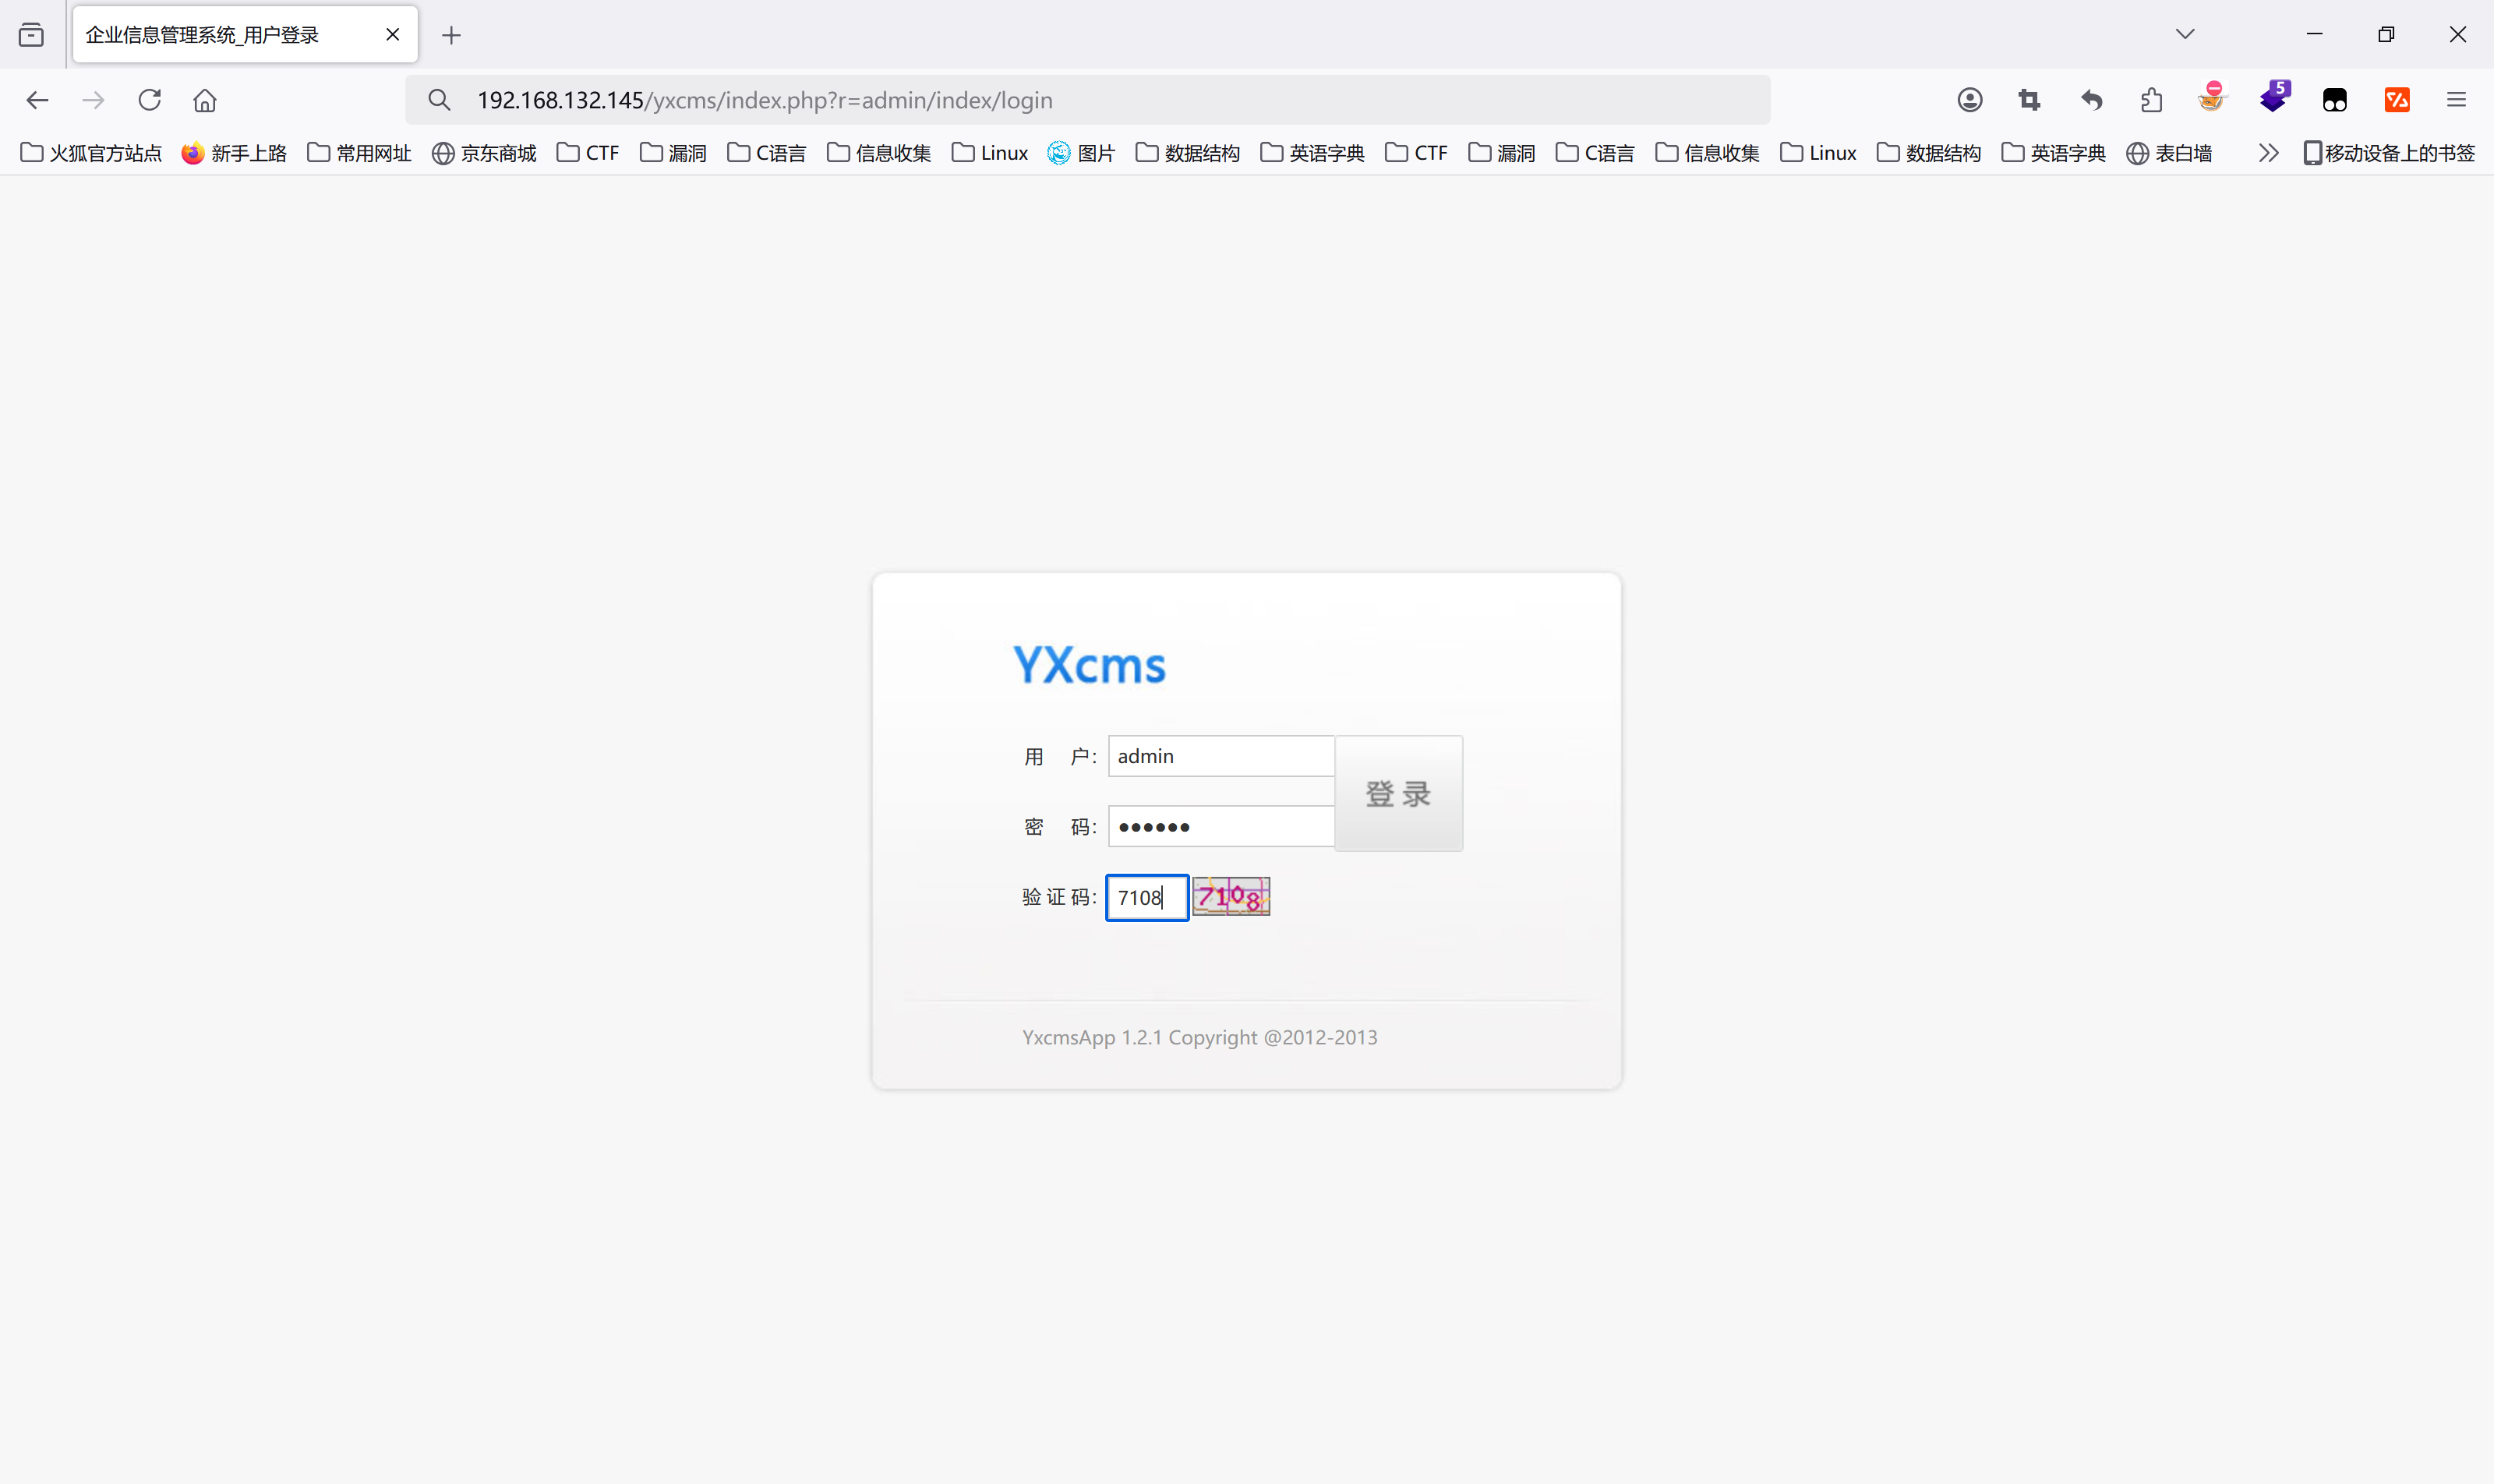 企业信息管理系统_用户登录
192.168.132.145/yxcms/index.php?r=admin/index/login
5
火狐官方站点 新手上路 常用网址 京东商城 CTF 漏洞 C语言 信息收集 Linux 图片 数据结构 英语字典 CTF 漏洞 C语言 信息收集 Linux 数据结构 英语字典 表白墙 移动设备上的书签
YXcms
用 户: admin
登 录
密 码: ●●●●●●
验 证 码: 7108 7108
YxcmsApp 1.2.1 Copyright @2012-2013